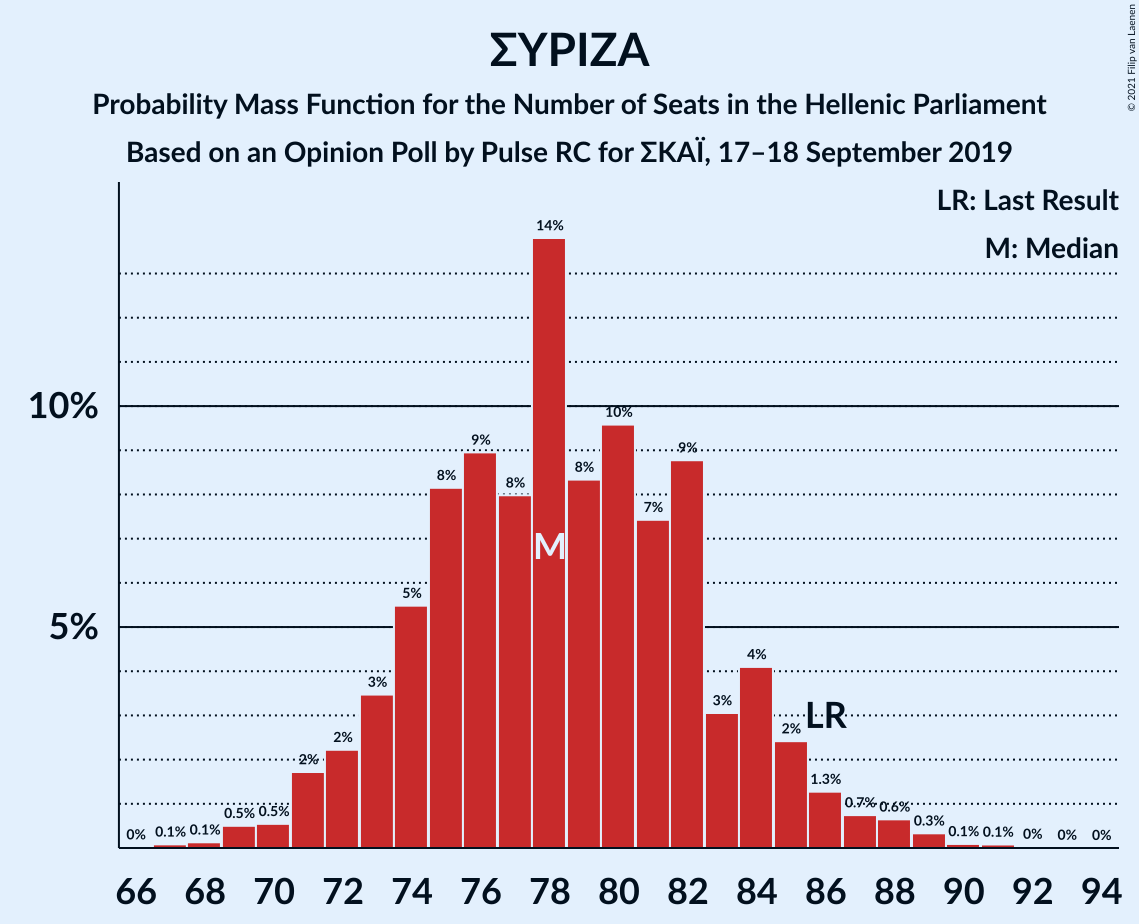 ΣΥΡΙΖΑ
Probability Mass Function for the Number of Seats in the Hellenic Parliament
Based on an Opinion Poll by Pulse RC for ΣΚΑΪ, 17–18 September 2019
© 2021 Filip van Laenen
LR: Last Result
M: Median
10%
5%
0% 0.1% 0.1% 0.5% 0.5% 2% 2% 3% 5% 8% 9% 8% 14% 8% 10% 7% 9% 3% 4% 2% 1.3% 0.7% 0.6% 0.3% 0.1% 0.1% 0% 0% 0%
M
LR
66 68 70 72 74 76 78 80 82 84 86 88 90 92 94